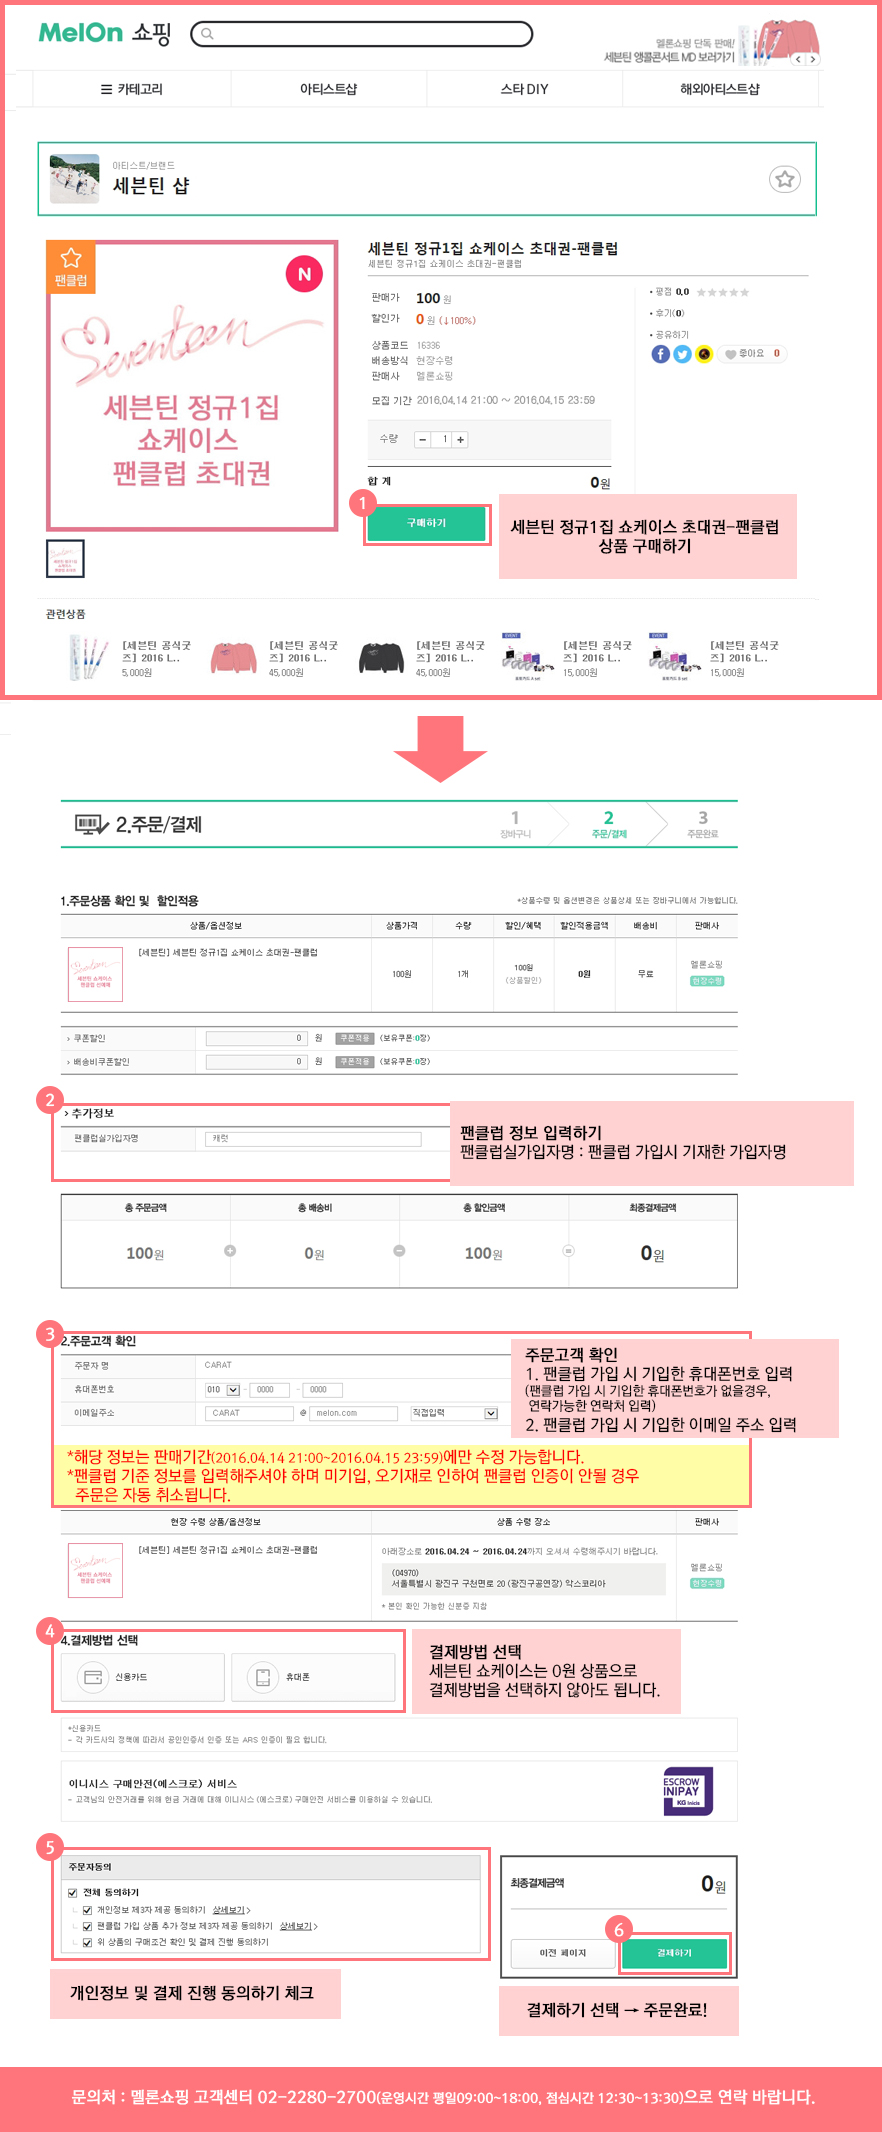 MelOn 쇼핑
멜론쇼핑 단독 판매!
세븐틴 앵콜콘서트 MD 보러가기
카테고리
아티스트샵
스타 DIY
해외아티스트샵
아티스트/브랜드
세븐틴 샵
팬클럽
N
Seventeen
세븐틴 정규1집
쇼케이스
팬클럽 초대권
세븐틴 정규1집 쇼케이스 초대권-팬클럽
세븐틴 정규1집 쇼케이스 초대권-팬클럽
판매가 100 원
할인가 0 원 (↓100%)
상품코드 16336
배송방식 현장수령
판매사 멜론쇼핑
모집 기간 2016.04.14 21:00 ~ 2016.04.15 23:59
수량 - 1 +
합 계 0원
• 평점 0.0 ★★★★★
• 후기(0)
• 공유하기
좋아요 0
1
구매하기
세븐틴 정규1집 쇼케이스 초대권-팬클럽
상품 구매하기
관련상품
[세븐틴 공식굿
즈] 2016 L..
5,000원
[세븐틴 공식굿
즈] 2016 L..
45,000원
[세븐틴 공식굿
즈] 2016 L..
45,000원
EVENT
포토카드 A set
[세븐틴 공식굿
즈] 2016 L..
15,000원
EVENT
포토카드 B set
[세븐틴 공식굿
즈] 2016 L..
15,000원
2.주문/결제
1 장바구니
2 주문/결제
3 주문완료
1.주문상품 확인 및 할인적용
*상품수량 및 옵션변경은 상품상세 또는 장바구니에서 가능합니다.
상품/옵션정보 상품가격 수량 할인/혜택 할인적용금액 배송비 판매사
Seventeen
세븐틴 정규1집
쇼케이스
팬클럽 선예매
[세븐틴] 세븐틴 정규1집 쇼케이스 초대권-팬클럽
100원 1개 100원 (상품할인) 0원 무료 멜론쇼핑 현장수령
› 쿠폰할인 0 원 쿠폰적용 (보유쿠폰:0장)
› 배송비쿠폰할인 0 원 쿠폰적용 (보유쿠폰:0장)
2
› 추가정보
팬클럽실가입자명 캐럿
팬클럽 정보 입력하기
팬클럽실가입자명 : 팬클럽 가입시 기재한 가입자명
총 주문금액 총 배송비 총 할인금액 최종결제금액
100원 + 0원 - 100원 = 0원
3
2.주문고객 확인
주문자 명 CARAT
휴대폰번호 010 - 0000 - 0000
이메일주소 CARAT @ melon.com 직접입력
주문고객 확인
1. 팬클럽 가입 시 기입한 휴대폰번호 입력
(팬클럽 가입 시 기입한 휴대폰번호가 없을경우,
연락가능한 연락처 입력)
2. 팬클럽 가입 시 기입한 이메일 주소 입력
*해당 정보는 판매기간(2016.04.14 21:00~2016.04.15 23:59)에만 수정 가능합니다.
*팬클럽 기준 정보를 입력해주셔야 하며 미기입, 오기재로 인하여 팬클럽 인증이 안될 경우
주문은 자동 취소됩니다.
현장 수령 상품/옵션정보 상품 수령 장소 판매사
[세븐틴] 세븐틴 정규1집 쇼케이스 초대권-팬클럽
아래장소로 2016.04.24 ~ 2016.04.24까지 오셔서 수령해주시기 바랍니다.
(04970)
서울특별시 광진구 구천면로 20 (광진구공연장) 악스코리아
* 본인 확인 가능한 신분증 지참
멜론쇼핑
현장수령
4
4.결제방법 선택
신용카드
휴대폰
결제방법 선택
세븐틴 쇼케이스는 0원 상품으로
결제방법을 선택하지 않아도 됩니다.
*신용카드
- 각 카드사의 정책에 따라서 공인인증서 인증 또는 ARS 인증이 필요 합니다.
이니시스 구매안전(에스크로) 서비스
- 고객님의 안전거래를 위해 현금 거래에 대해 이니시스 (에스크로) 구매안전 서비스를 이용하실 수 있습니다.
ESCROW
INIPAY
KG Inicis
5
주문자동의
전체 동의하기
개인정보 제3자 제공 동의하기 상세보기 >
팬클럽 가입 상품 추가 정보 제3자 제공 동의하기 상세보기 >
위 상품의 구매조건 확인 및 결제 진행 동의하기
개인정보 및 결제 진행 동의하기 체크
최종결제금액 0원
6
이전 페이지
결제하기
결제하기 선택 → 주문완료!
문의처 : 멜론쇼핑 고객센터 02-2280-2700(운영시간 평일09:00~18:00, 점심시간 12:30~13:30)으로 연락 바랍니다.